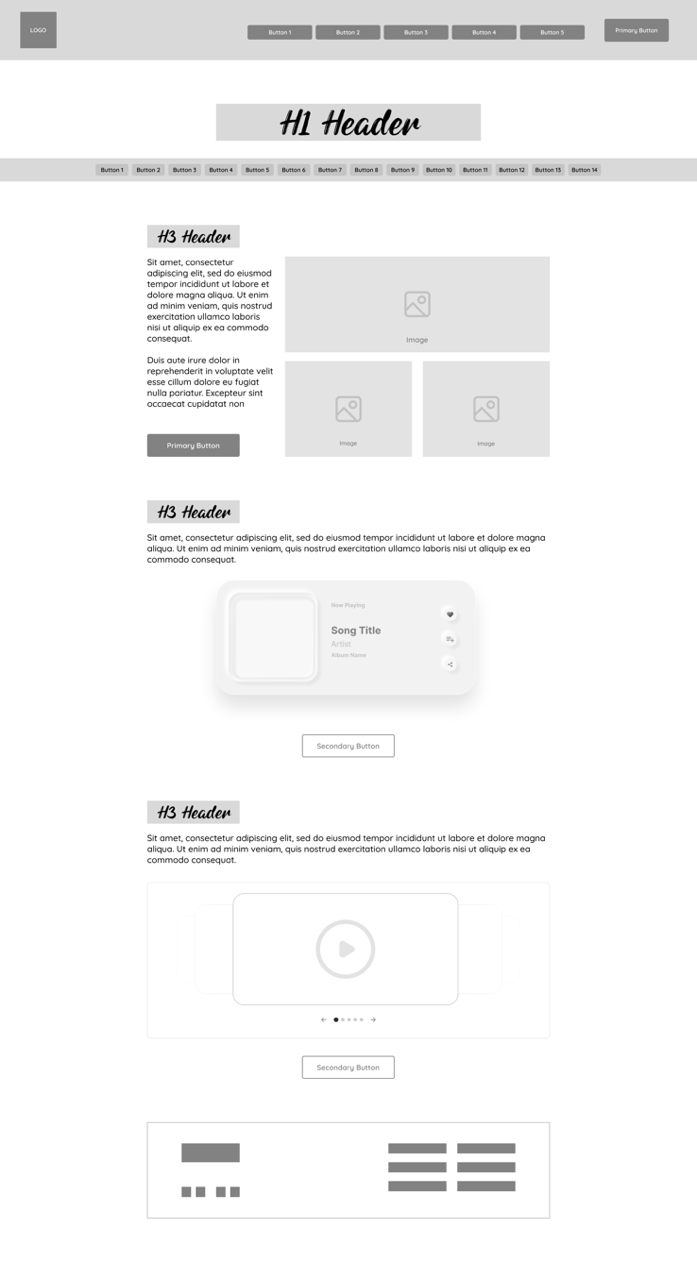 LOGO
Button 1
Button 2
Button 3
Button 4
Button 5
Primary Button
H1 Header
Button 1
Button 2
Button 3
Button 4
Button 5
Button 6
Button 7
Button 8
Button 9
Button 10
Button 11
Button 12
Button 13
Button 14
H3 Header
Sit amet, consectetur
adipiscing elit, sed do eiusmod
tempor incididunt ut labore et
dolore magna aliqua. Ut enim
ad minim veniam, quis nostrud
exercitation ullamco laboris
nisi ut aliquip ex ea commodo
consequat.
Duis aute irure dolor in
reprehenderit in voluptate velit
esse cillum dolore eu fugiat
nulla pariatur. Excepteur sint
occaecat cupidatat non
Primary Button
Image
Image
Image
H3 Header
Sit amet, consectetur adipiscing elit, sed do eiusmod tempor incididunt ut labore et dolore magna
aliqua. Ut enim ad minim veniam, quis nostrud exercitation ullamco laboris nisi ut aliquip ex ea
commodo consequat.
Now Playing
Song Title
Artist
Album Name
Secondary Button
H3 Header
Sit amet, consectetur adipiscing elit, sed do eiusmod tempor incididunt ut labore et dolore magna
aliqua. Ut enim ad minim veniam, quis nostrud exercitation ullamco laboris nisi ut aliquip ex ea
commodo consequat.
Secondary Button